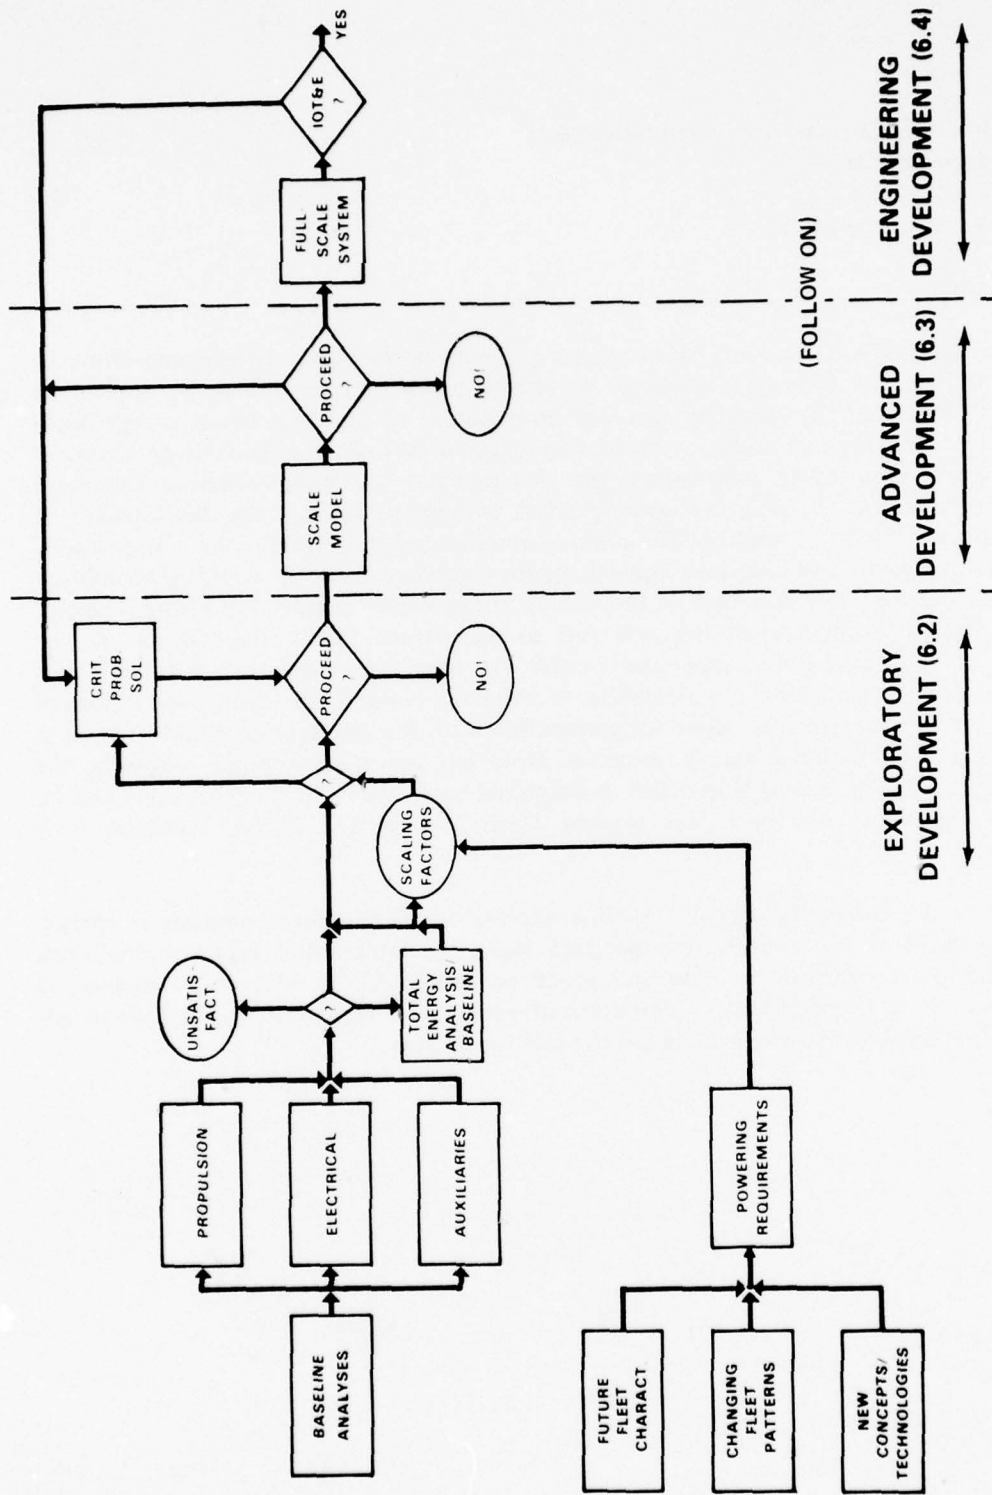 BASELINE
ANALYSES
PROPULSION
ELECTRICAL
AUXILIARIES
UNSATIS-
FACT.
?
TOTAL
ENERGY
ANALYSIS/
BASELINE
SCALING
FACTORS
?
CRIT
PROB
SOL
PROCEED
?
NO!
SCALE
MODEL
PROCEED
?
NO!
FULL
SCALE
SYSTEM
IOT&E
?
YES
FUTURE
FLEET
CHARACT
CHANGING
FLEET
PATTERNS
NEW
CONCEPTS/
TECHNOLOGIES
POWERING
REQUIREMENTS
(FOLLOW ON)
EXPLORATORY
DEVELOPMENT (6.2)
ADVANCED
DEVELOPMENT (6.3)
ENGINEERING
DEVELOPMENT (6.4)